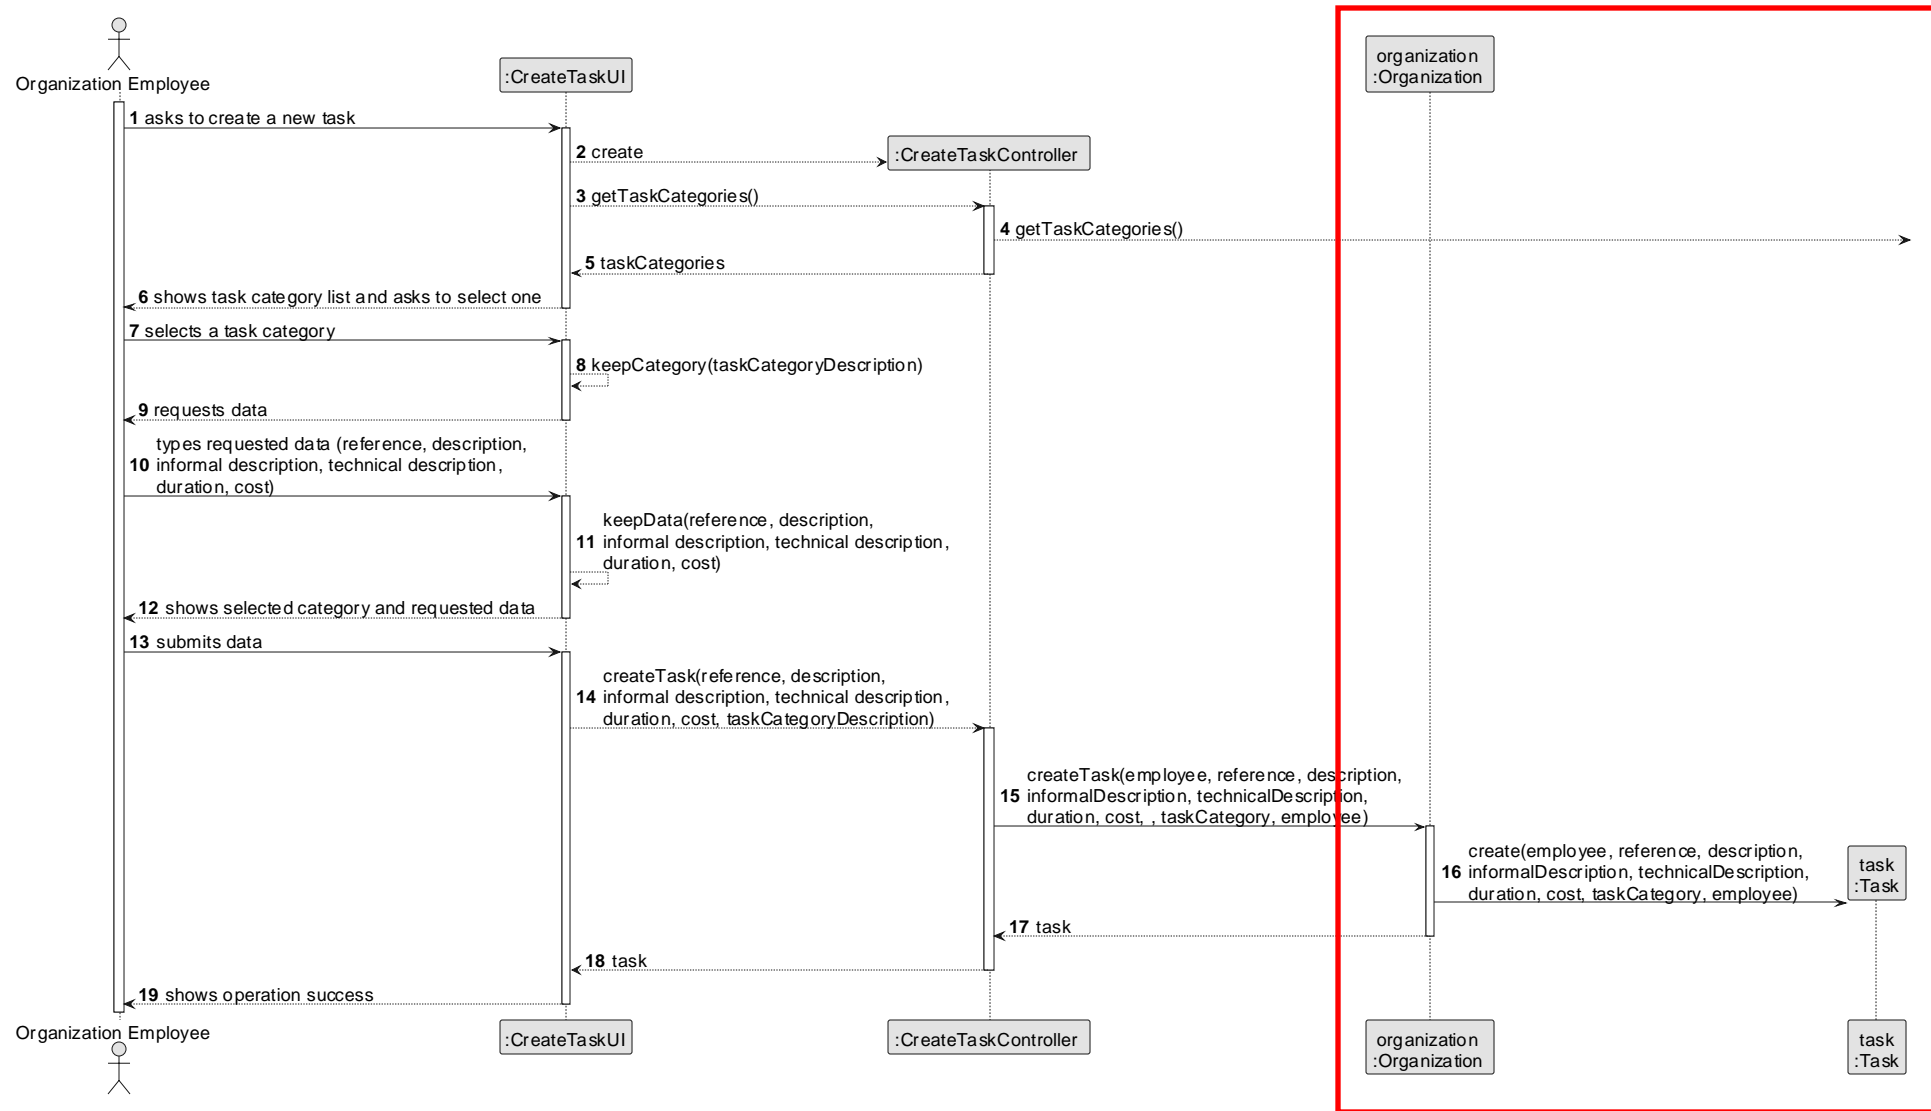 organization
:Organization
Organization Employee
:CreateTaskUI
1 asks to create a new task
2 create
:CreateTaskController
3 getTaskCategories()
4 getTaskCategories()
5 taskCategories
6 shows task category list and asks to select one
7 selects a task category
8 keepCategory(taskCategoryDescription)
9 requests data
types requested data (reference, description,
10 informal description, technical description,
duration, cost)
keepData(reference, description,
11 informal description, technical description,
duration, cost)
12 shows selected category and requested data
13 submits data
createTask(reference, description,
14 informal description, technical description,
duration, cost, taskCategoryDescription)
createTask(employee, reference, description,
15 informalDescription, technicalDescription,
duration, cost, , taskCategory, employee)
create(employee, reference, description,
16 informalDescription, technicalDescription,
duration, cost, taskCategory, employee)
task
:Task
17 task
18 task
19 shows operation success
Organization Employee
:CreateTaskUI
:CreateTaskController
organization
:Organization
task
:Task